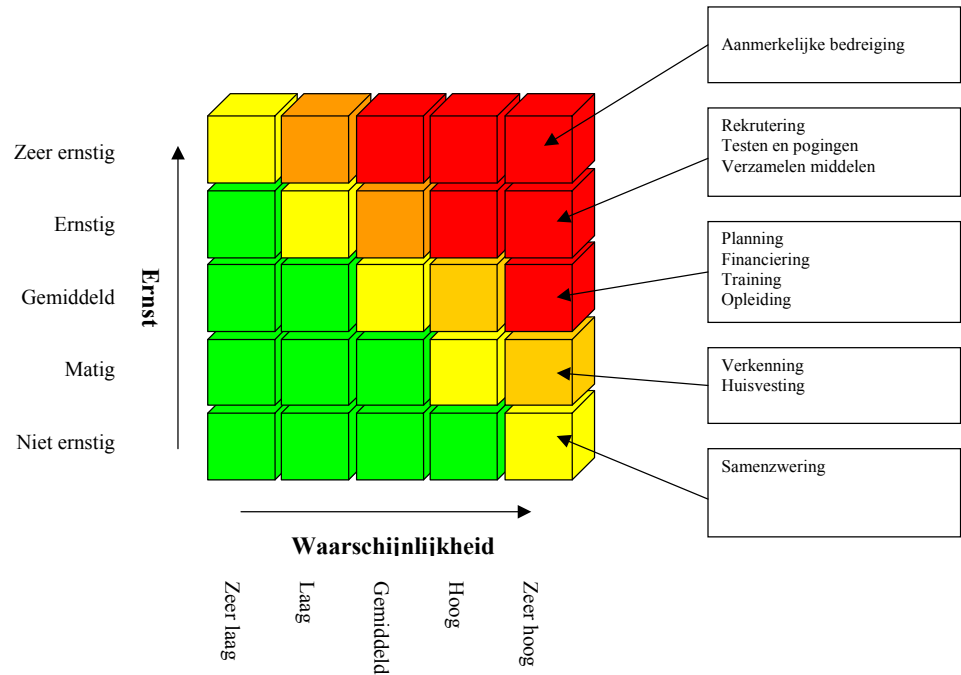 Zeer ernstig
Ernstig
Gemiddeld
Matig
Niet ernstig
Ernst
Waarschijnlijkheid
Zeer laag
Laag
Gemiddeld
Hoog
Zeer hoog
Aanmerkelijke bedreiging
Rekrutering
Testen en pogingen
Verzamelen middelen
Planning
Financiering
Training
Opleiding
Verkenning
Huisvesting
Samenzwering